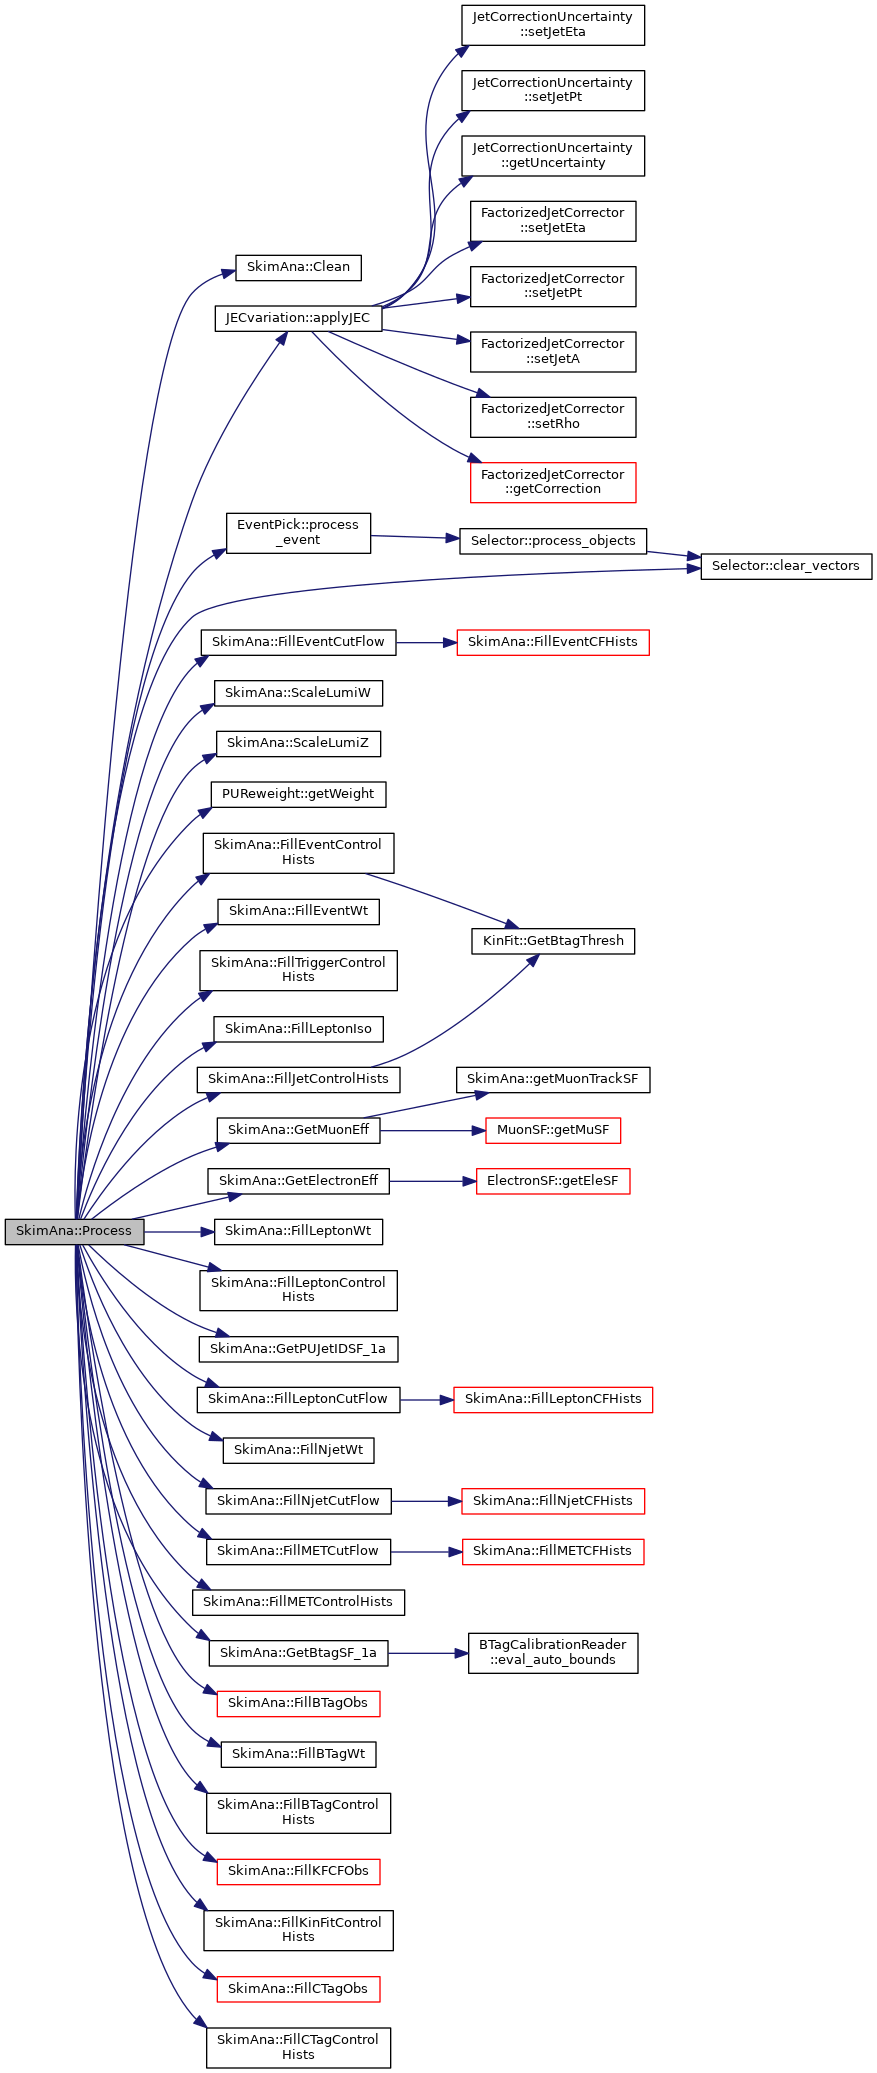 JetCorrectionUncertainty
::setJetEta
JetCorrectionUncertainty
::setJetPt
JetCorrectionUncertainty
::getUncertainty
FactorizedJetCorrector
::setJetEta
SkimAna::Clean
FactorizedJetCorrector
::setJetPt
JECvariation::applyJEC
FactorizedJetCorrector
::setJetA
FactorizedJetCorrector
::setRho
FactorizedJetCorrector
::getCorrection
EventPick::process
_event
Selector::process_objects
Selector::clear_vectors
SkimAna::FillEventCutFlow
SkimAna::FillEventCFHists
SkimAna::ScaleLumiW
SkimAna::ScaleLumiZ
PUReweight::getWeight
SkimAna::FillEventControl
Hists
SkimAna::FillEventWt
KinFit::GetBtagThresh
SkimAna::FillTriggerControl
Hists
SkimAna::FillLeptonIso
SkimAna::FillJetControlHists
SkimAna::getMuonTrackSF
SkimAna::GetMuonEff
MuonSF::getMuSF
SkimAna::GetElectronEff
ElectronSF::getEleSF
SkimAna::Process
SkimAna::FillLeptonWt
SkimAna::FillLeptonControl
Hists
SkimAna::GetPUJetIDSF_1a
SkimAna::FillLeptonCutFlow
SkimAna::FillLeptonCFHists
SkimAna::FillNjetWt
SkimAna::FillNjetCutFlow
SkimAna::FillNjetCFHists
SkimAna::FillMETCutFlow
SkimAna::FillMETCFHists
SkimAna::FillMETControlHists
SkimAna::GetBtagSF_1a
BTagCalibrationReader
::eval_auto_bounds
SkimAna::FillBTagObs
SkimAna::FillBTagWt
SkimAna::FillBTagControl
Hists
SkimAna::FillKFCFObs
SkimAna::FillKinFitControl
Hists
SkimAna::FillCTagObs
SkimAna::FillCTagControl
Hists